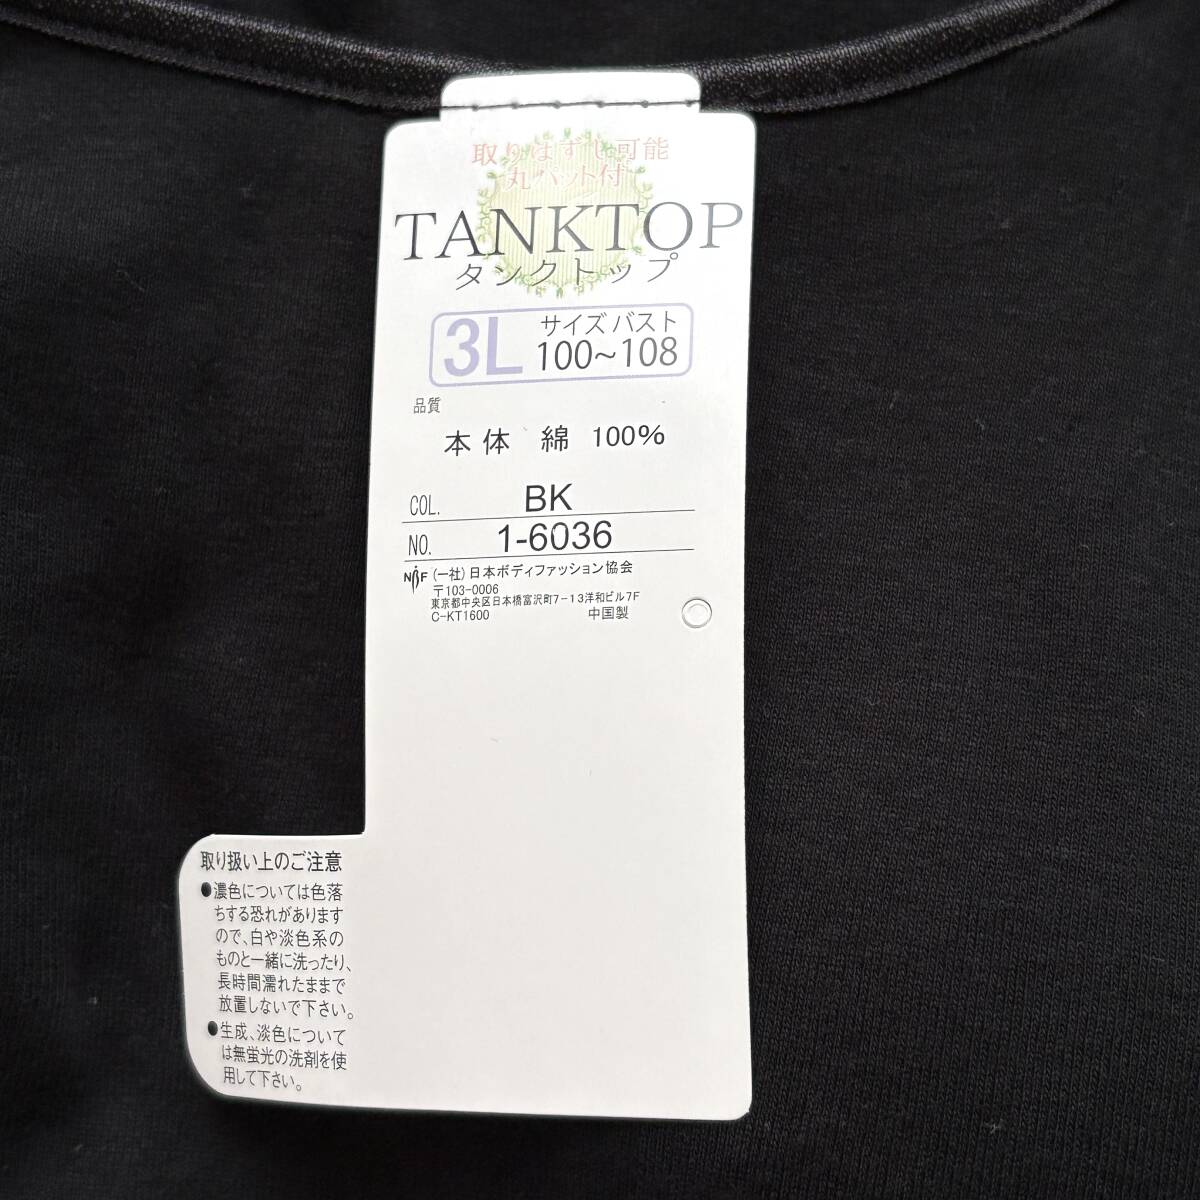 取りはずし可能
丸パット付
TANKTOP
タンクトップ
3L サイズ バスト
100~108
品質
本体 綿 100%
COL. BK
NO. 1-6036
NBF (一社)日本ボディファッション協会
〒103-0006
東京都中央区日本橋富沢町7-13洋和ビル7F
C-KT1600 中国製
取り扱い上のご注意
●濃色については色落
ちする恐れがあります
ので、白や淡色系の
ものと一緒に洗ったり、
長時間濡れたままで
放置しないで下さい。
●生成、淡色について
は無蛍光の洗剤を使
用して下さい。